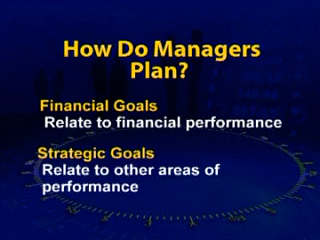 How Do Managers
Plan?
Financial Goals
Relate to financial performance
Strategic Goals
Relate to other areas of
performance